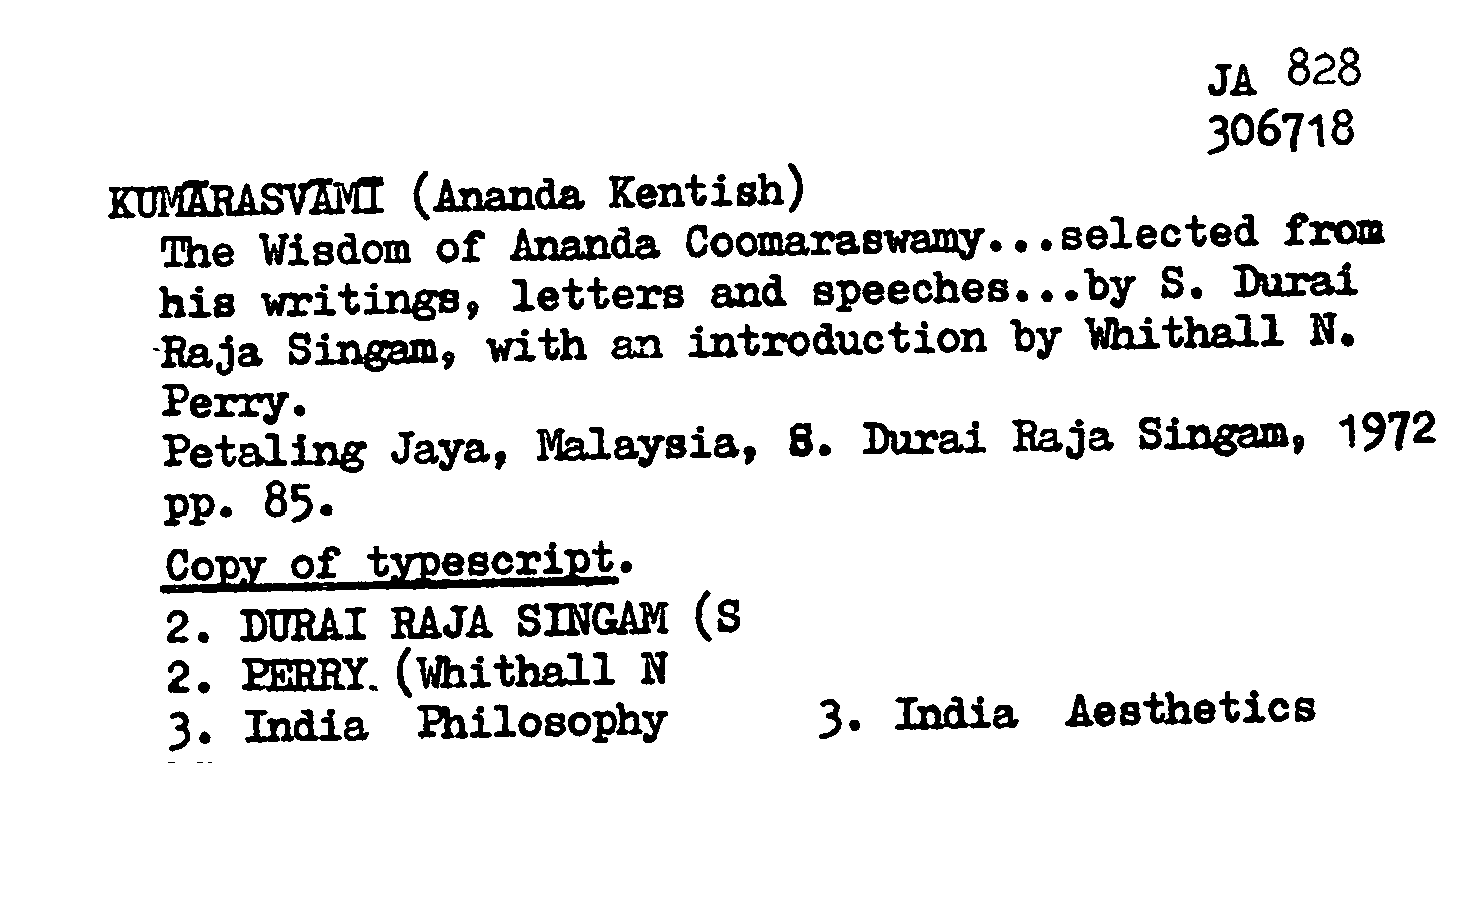 JA 828
306718
KUMĀRASVĀMĪ (Ananda Kentish)
The Wisdom of Ananda Coomaraswamy...selected from
his writings, letters and speeches...by S. Durai
Raja Singam, with an introduction by Whithall N.
Perry.
Petaling Jaya, Malaysia, S. Durai Raja Singam, 1972
pp. 85.
Copy of typescript.
2. DURAI RAJA SINGAM (S
2. PERRY. (Whithall N
3. India Philosophy 3. India Aesthetics